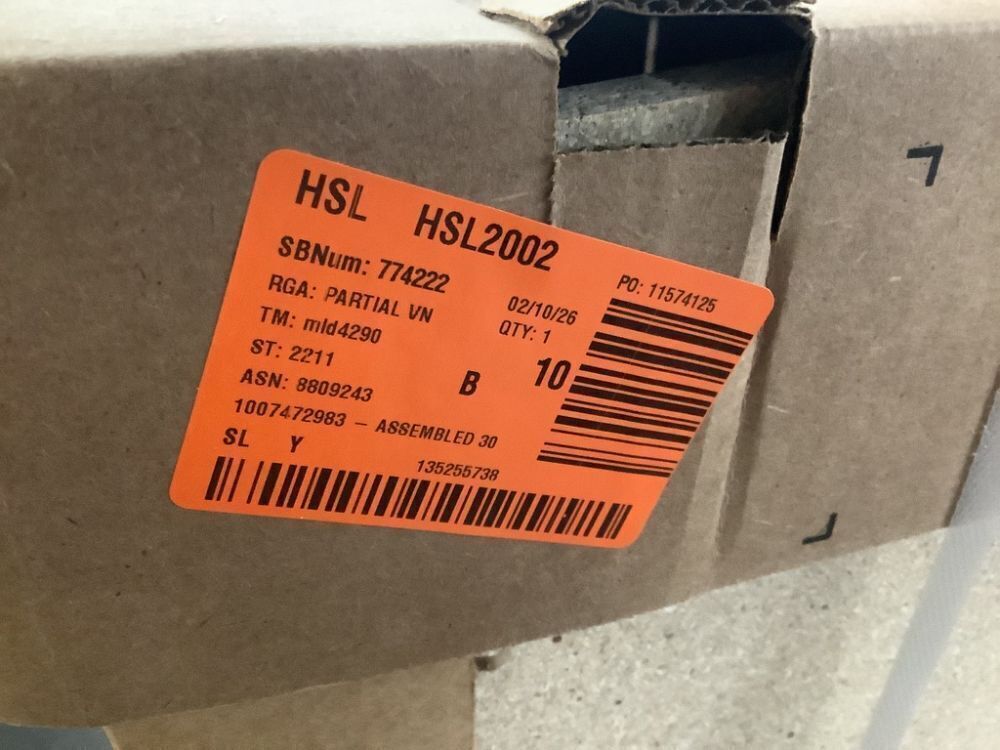 HSL HSL2002
SBNum: 774222
PO: 11574125
RGA: PARTIAL VN 02/10/26
TM: mld4290 QTY: 1
ST: 2211
ASN: 8809243 B 10
1007472983 – ASSEMBLED 30
SL Y
135255738